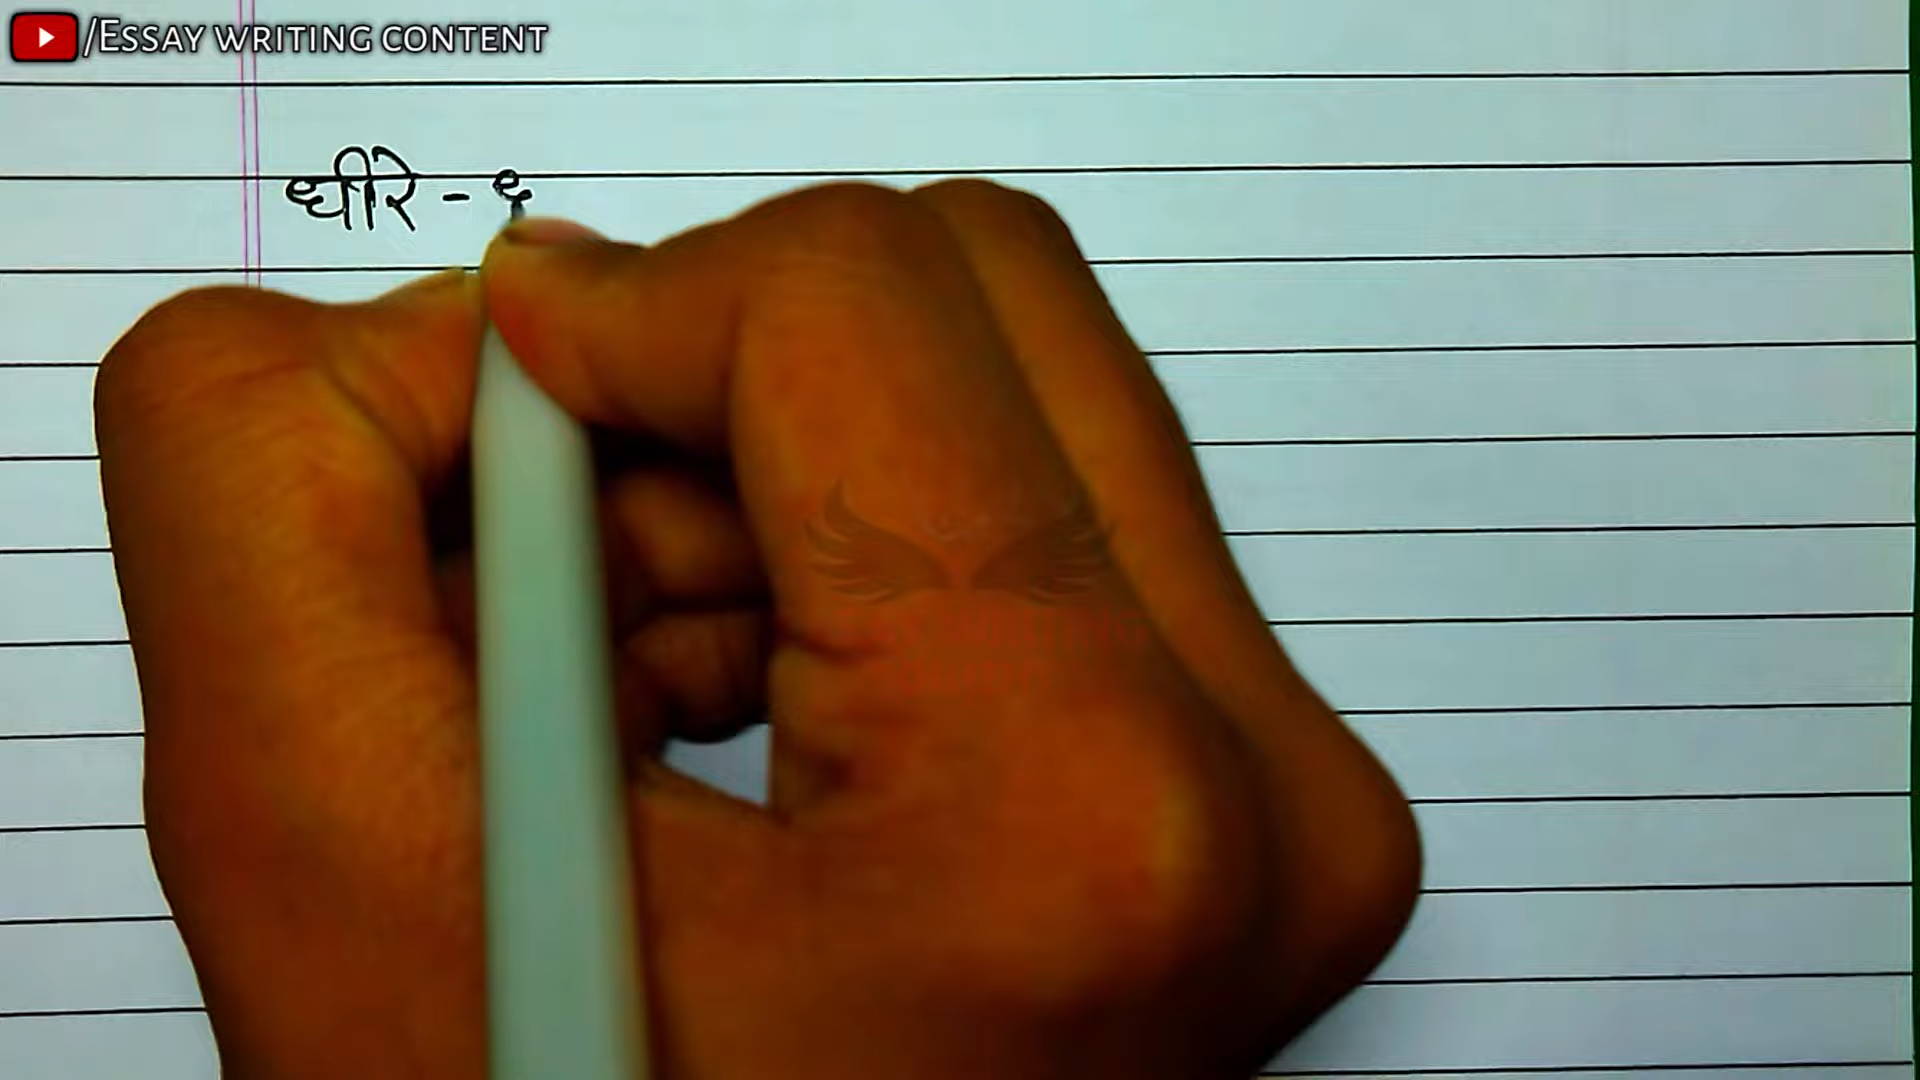 /ESSAY WRITING CONTENT
धीरे -